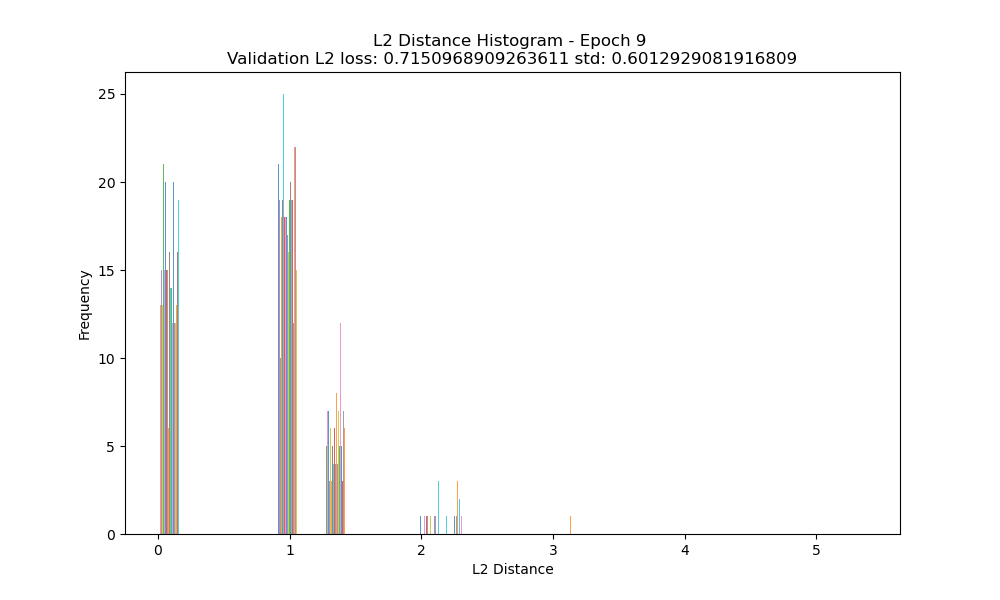 L2 Distance Histogram - Epoch 9
Validation L2 loss: 0.7150968909263611 std: 0.6012929081916809
25
20
15
10
5
0
Frequency
0 1 2 3 4 5
L2 Distance